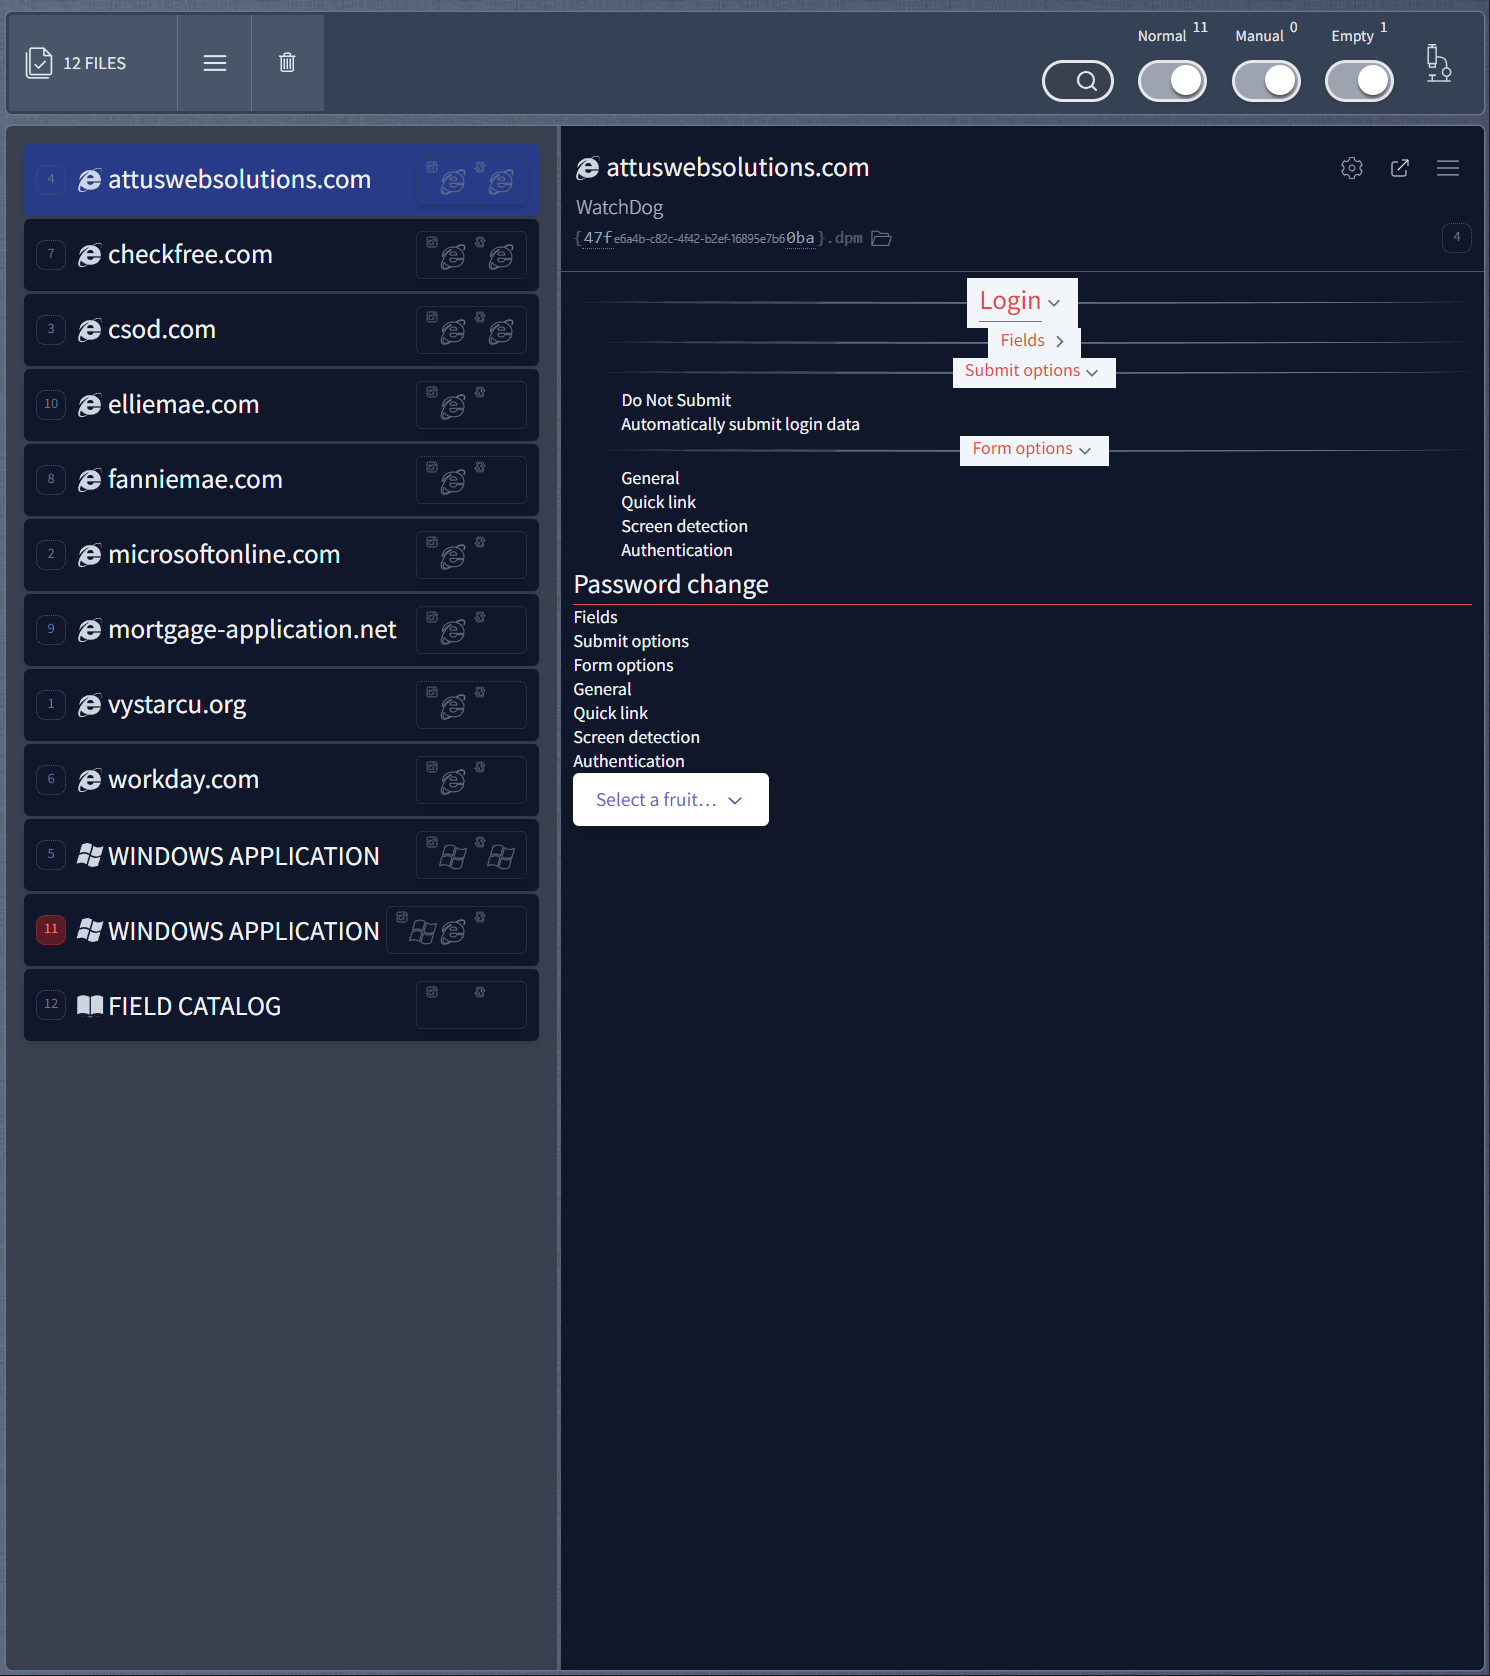 12 FILES
Normal 11
Manual 0
Empty 1
4 attuswebsolutions.com
7 checkfree.com
3 csod.com
10 elliemae.com
8 fanniemae.com
2 microsoftonline.com
9 mortgage-application.net
1 vystarcu.org
6 workday.com
5 WINDOWS APPLICATION
11 WINDOWS APPLICATION
12 FIELD CATALOG
attuswebsolutions.com
WatchDog
{47fe6a4b-c82c-4f42-b2ef-16895e7b60ba}.dpm
4
Login
Fields
Submit options
Do Not Submit
Automatically submit login data
Form options
General
Quick link
Screen detection
Authentication
Password change
Fields
Submit options
Form options
General
Quick link
Screen detection
Authentication
Select a fruit...